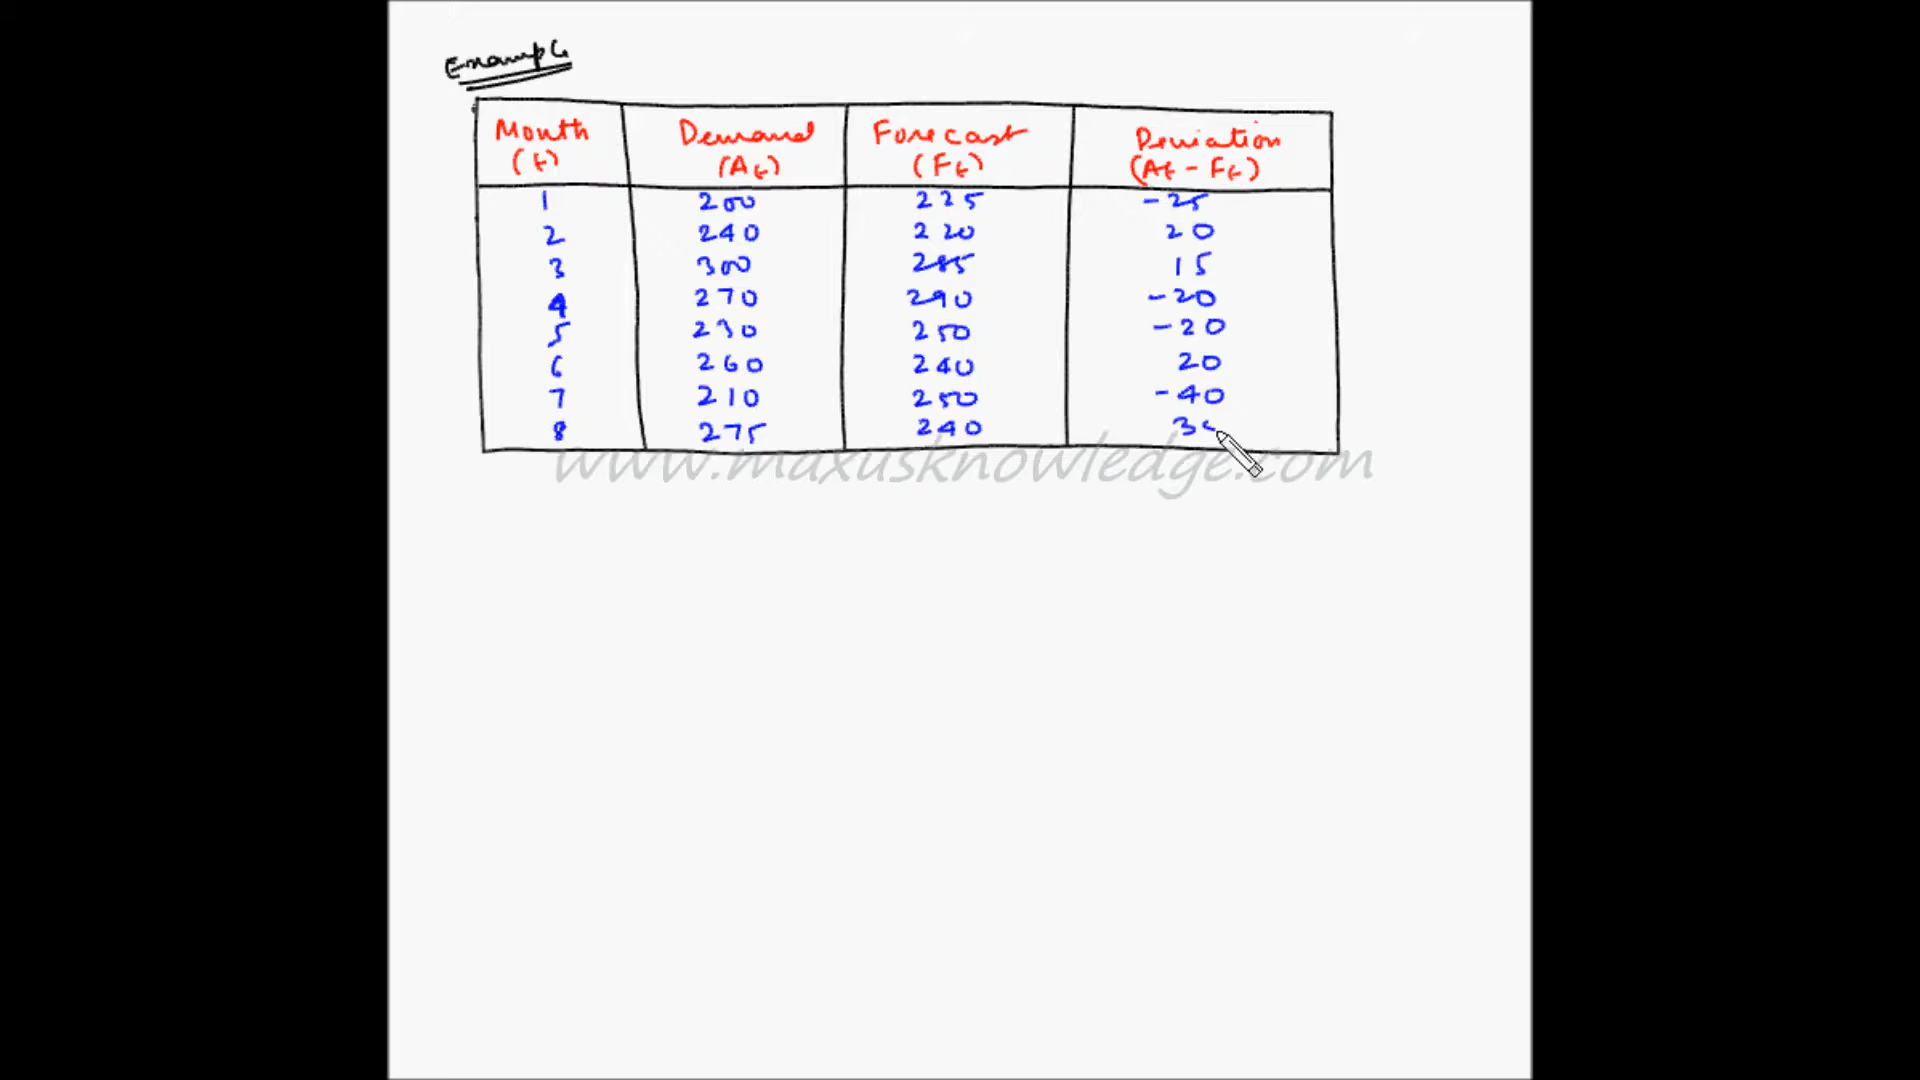 Example
Month Demand Forecast Deviation
(t) (At) (Ft) (At - Ft)
1 200 225 -25
2 240 220 20
3 300 285 15
4 270 290 -20
5 230 250 -20
6 260 240 20
7 210 250 -40
8 275 240
www.maxusknowledge.com